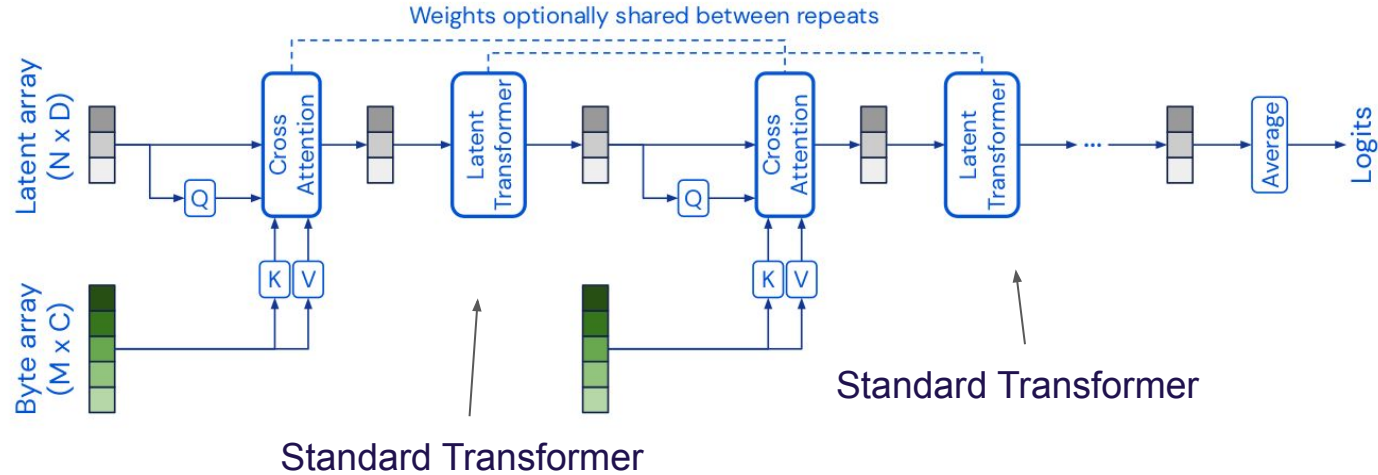 Weights optionally shared between repeats
Latent array
(N x D)
Q
Cross
Attention
Latent
Transformer
Q
Cross
Attention
Latent
Transformer
...
Average
Logits
Byte array
(M x C)
K
V
K
V
Standard Transformer
Standard Transformer